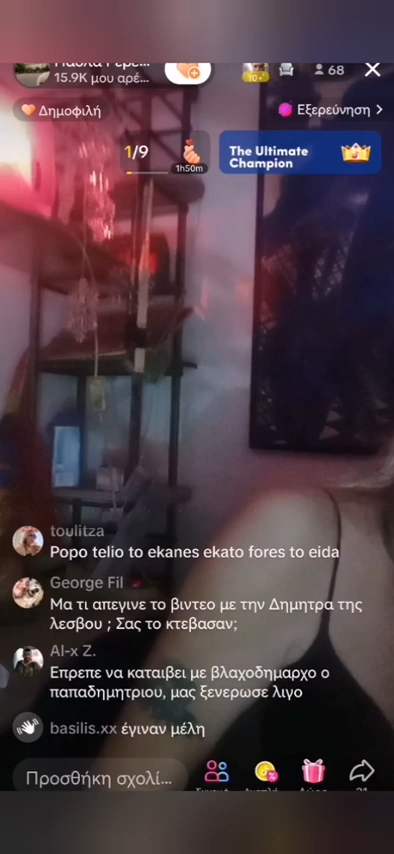 15.9K μου αρέ...
10+
68
Δημοφιλή
Εξερεύνηση >
1/9
1h50m
The Ultimate
Champion
toulitza
Popo telio to ekanes ekato fores to eida
George Fil
Μα τι απεγινε το βιντεο με την Δημητρα της
λεσβου ; Σας το κτεβασαν;
Al-x Z.
Επρεπε να καταιβει με βλαχοδημαρχο ο
παπαδημητριου, μας ξενερωσε λιγο
basilis.xx έγιναν μέλη
Προσθήκη σχολί...